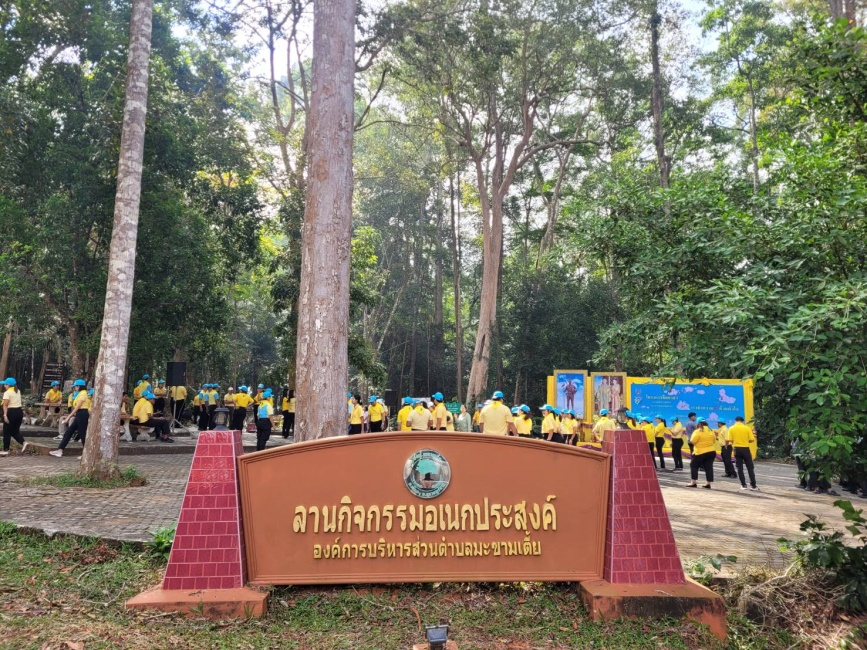 ลานกิจกรรมอเนกประสงค์
องค์การบริหารส่วนตำบลมะขามเตี้ย